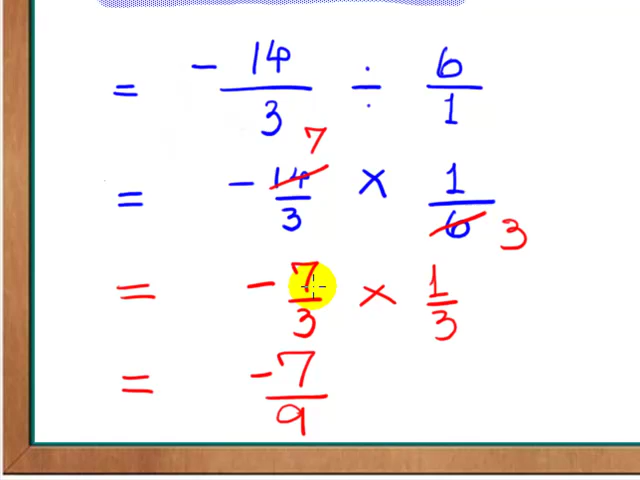 = - 14/3 ÷ 6/1
= - 14/3 7 × 1/6 3
= - 7/3 × 1/3
= -7/9